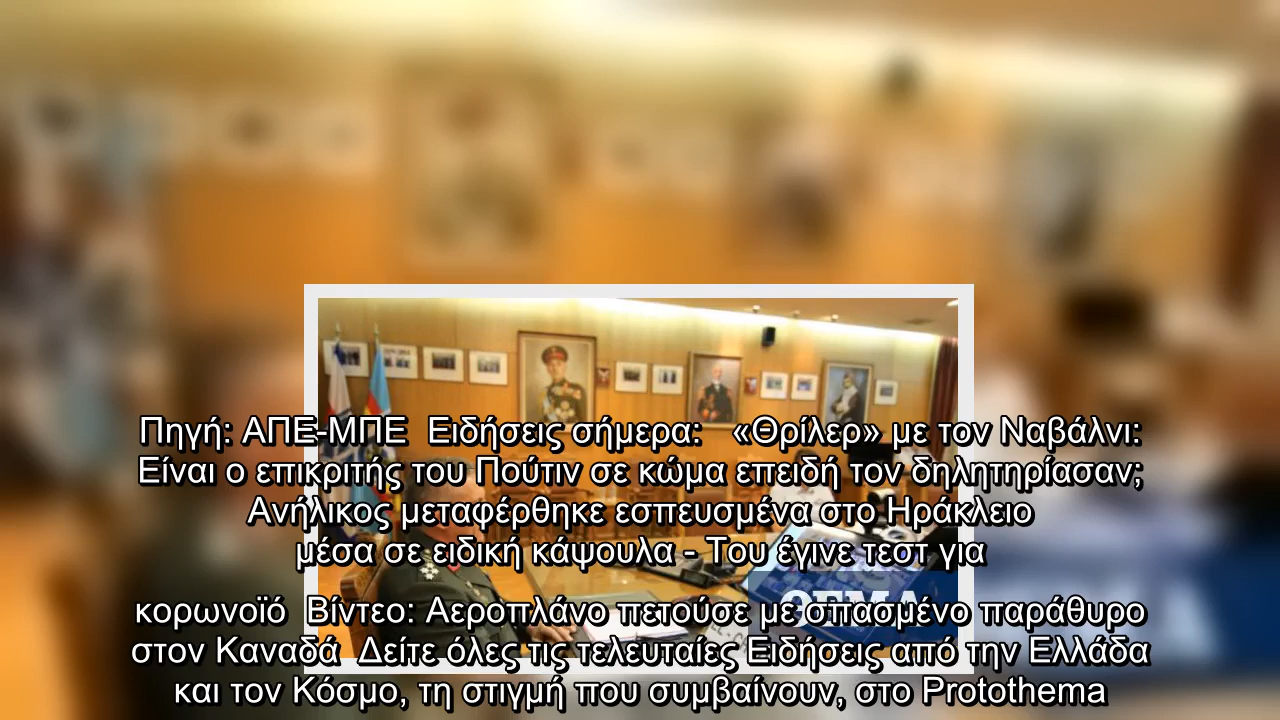 Πηγή: ΑΠΕ-ΜΠΕ  Ειδήσεις σήμερα:   «Θρίλερ» με τον Ναβάλνι:
Είναι ο επικριτής του Πούτιν σε κώμα επειδή τον δηλητηρίασαν;
Ανήλικος μεταφέρθηκε εσπευσμένα στο Ηράκλειο
μέσα σε ειδική κάψουλα - Του έγινε τεστ για
κορωνοϊό  Βίντεο: Αεροπλάνο πετούσε με σπασμένο παράθυρο
στον Καναδά  Δείτε όλες τις τελευταίες Ειδήσεις από την Ελλάδα
και τον Κόσμο, τη στιγμή που συμβαίνουν, στο Protothema